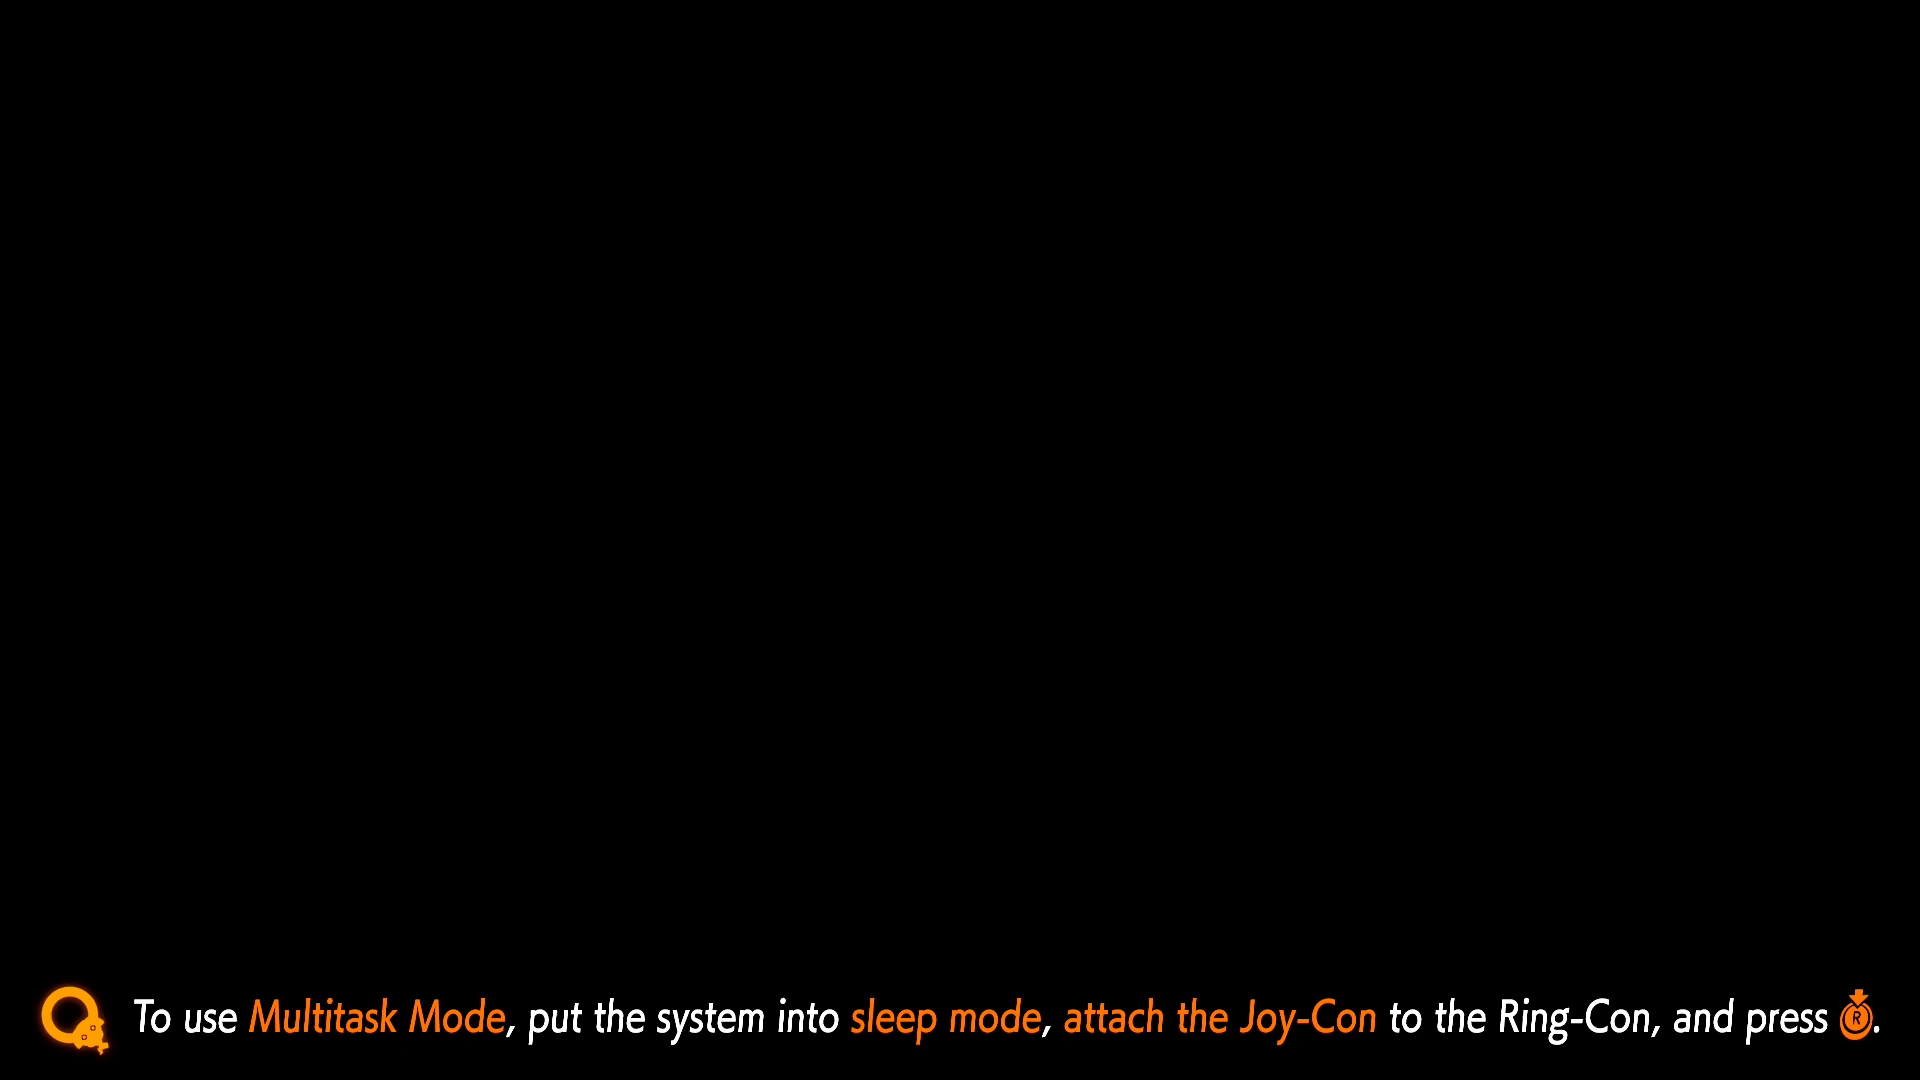 To use Multitask Mode, put the system into sleep mode, attach the Joy-Con to the Ring-Con, and press R.